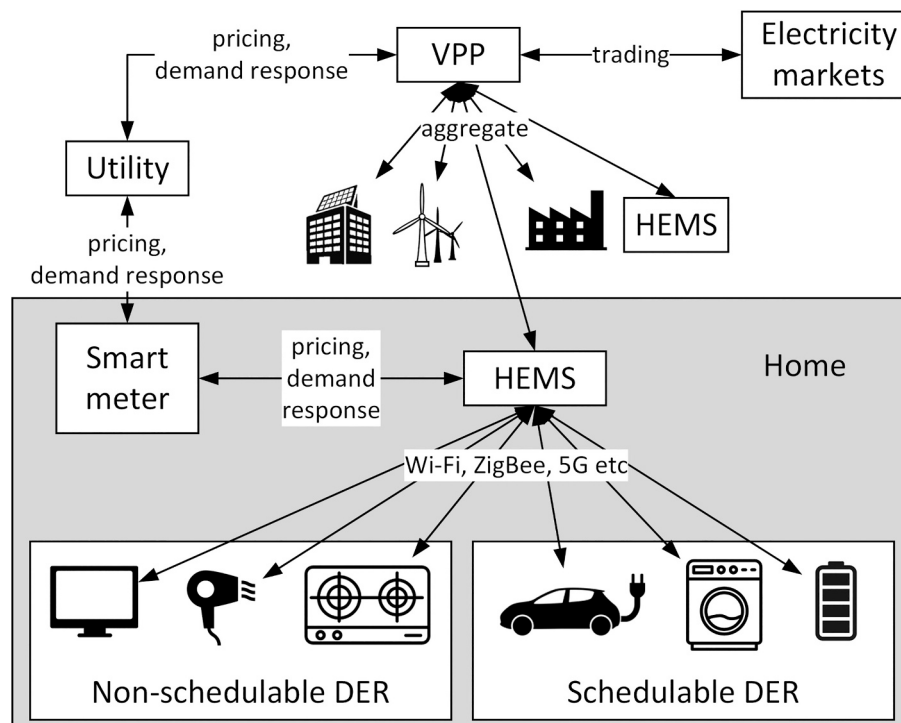 pricing,
demand response
VPP
trading
Electricity
markets
aggregate
Utility
HEMS
pricing,
demand response
Smart
meter
pricing,
demand
response
HEMS
Home
Wi-Fi, ZigBee, 5G etc
Non-schedulable DER
Schedulable DER